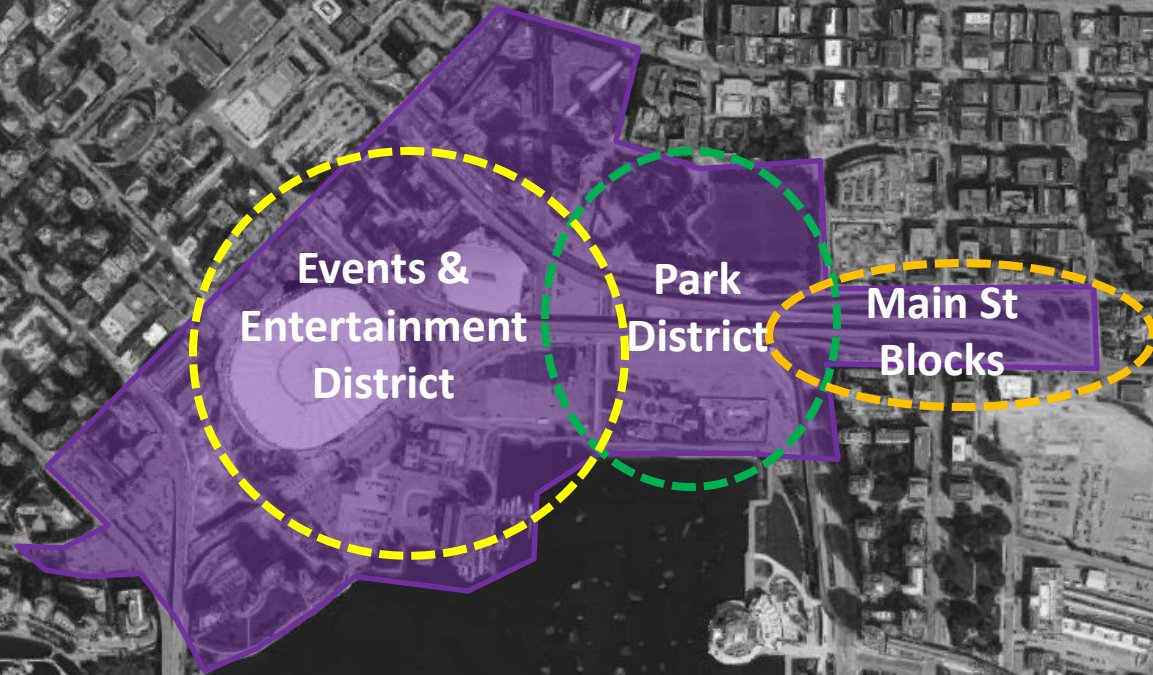 Events &
Entertainment
District
Park
District
Main St
Blocks